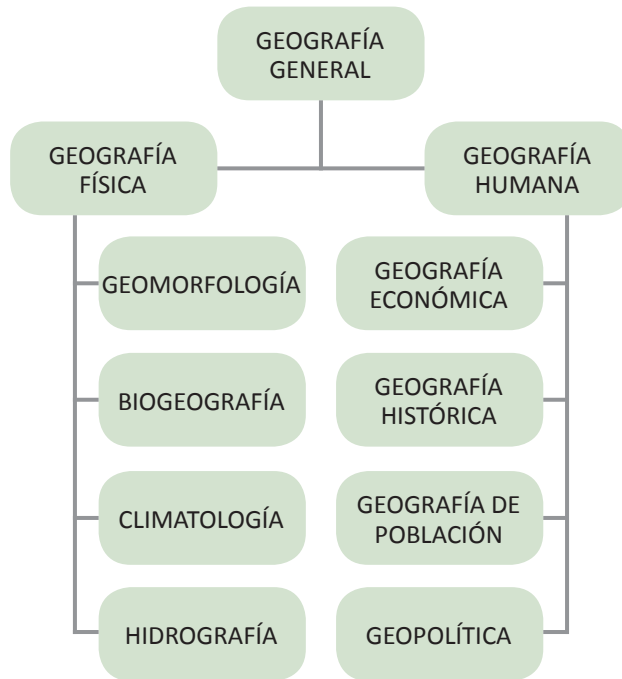 GEOGRAFÍA
GENERAL
GEOGRAFÍA
FÍSICA
GEOGRAFÍA
HUMANA
GEOMORFOLOGÍA
BIOGEOGRAFÍA
CLIMATOLOGÍA
HIDROGRAFÍA
GEOGRAFÍA
ECONÓMICA
GEOGRAFÍA
HISTÓRICA
GEOGRAFÍA DE
POBLACIÓN
GEOPOLÍTICA